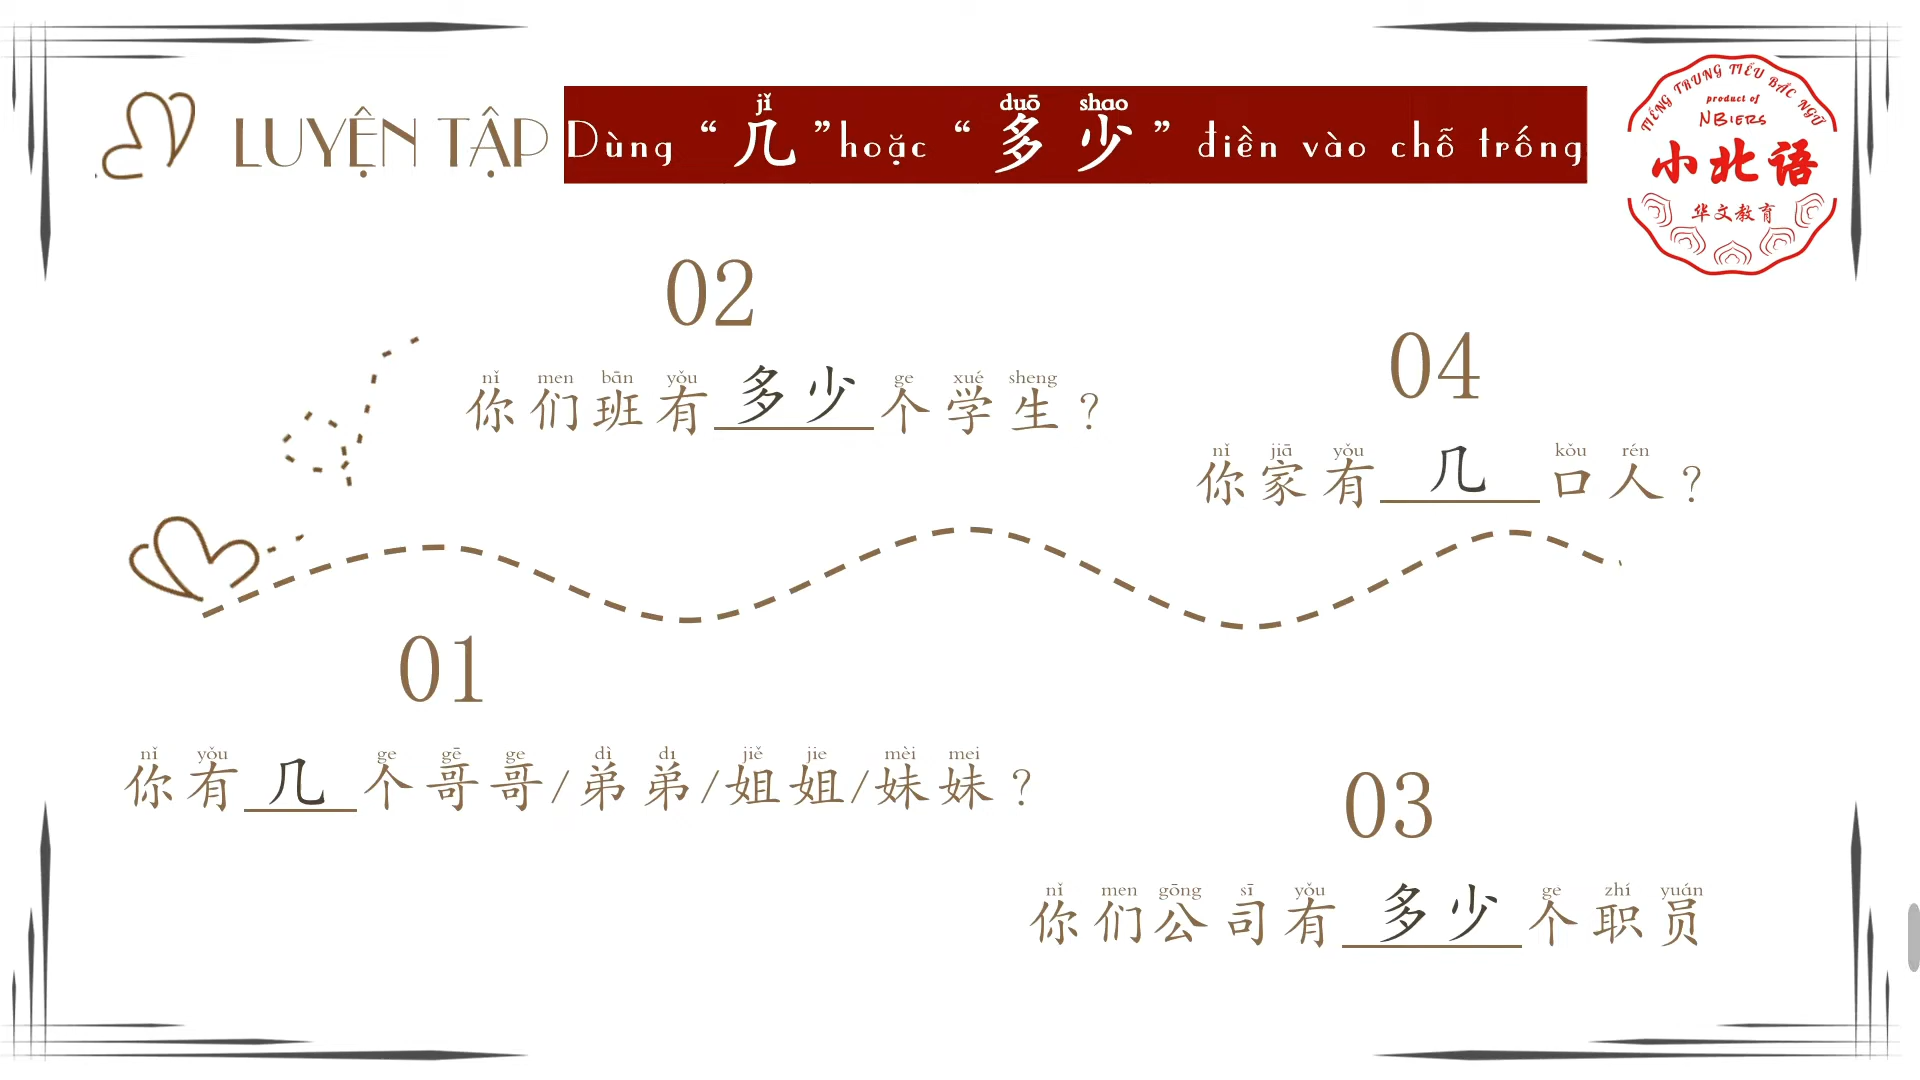 LUYỆN TẬP
jǐ duō shao
Dùng “几”hoặc “多少” điền vào chỗ trống
TIẾNG TRUNG TIỂU BẮC NGỮ
product of
NBIERS
小北语
华文教育
02
nǐ men bān yǒu ge xué sheng
你们班有多少个学生?
04
nǐ jiā yǒu kǒu rén
你家有几口人?
01
nǐ yǒu ge gē ge dì di jiě jie mèi mei
你有几个哥哥/弟弟/姐姐/妹妹?
03
nǐ men gōng sī yǒu ge zhí yuán
你们公司有多少个职员